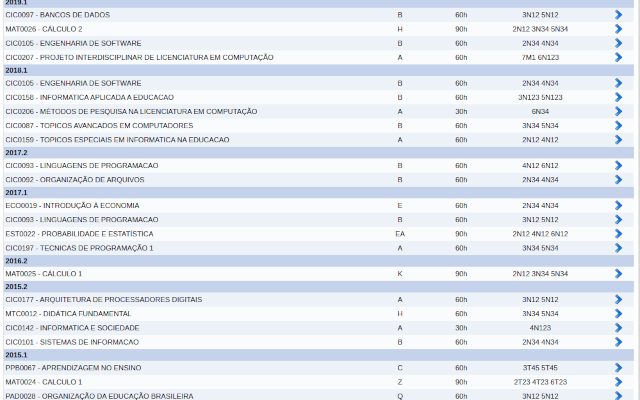 2019.1
CIC0097 - BANCOS DE DADOS B 60h 3N12 5N12
MAT0026 - CÁLCULO 2 H 90h 2N12 3N34 5N34
CIC0105 - ENGENHARIA DE SOFTWARE B 60h 2N34 4N34
CIC0207 - PROJETO INTERDISCIPLINAR DE LICENCIATURA EM COMPUTAÇÃO A 60h 7M1 6N123
2018.1
CIC0105 - ENGENHARIA DE SOFTWARE B 60h 2N34 4N34
CIC0158 - INFORMATICA APLICADA A EDUCACAO B 60h 3N123 5N123
CIC0206 - MÉTODOS DE PESQUISA NA LICENCIATURA EM COMPUTAÇÃO A 30h 6N34
CIC0087 - TOPICOS AVANCADOS EM COMPUTADORES B 60h 3N34 5N34
CIC0159 - TOPICOS ESPECIAIS EM INFORMATICA NA EDUCACAO A 60h 2N12 4N12
2017.2
CIC0093 - LINGUAGENS DE PROGRAMACAO B 60h 4N12 6N12
CIC0092 - ORGANIZAÇÃO DE ARQUIVOS B 60h 2N34 4N34
2017.1
ECO0019 - INTRODUÇÃO À ECONOMIA E 60h 2N34 4N34
CIC0093 - LINGUAGENS DE PROGRAMACAO B 60h 3N12 5N12
EST0022 - PROBABILIDADE E ESTATÍSTICA EA 90h 2N12 4N12 6N12
CIC0197 - TECNICAS DE PROGRAMAÇÃO 1 A 60h 3N34 5N34
2016.2
MAT0025 - CÁLCULO 1 K 90h 2N12 3N34 5N34
2015.2
CIC0177 - ARQUITETURA DE PROCESSADORES DIGITAIS A 60h 3N12 5N12
MTC0012 - DIDÁTICA FUNDAMENTAL H 60h 3N34 5N34
CIC0142 - INFORMATICA E SOCIEDADE A 30h 4N123
CIC0101 - SISTEMAS DE INFORMACAO B 60h 2N34 4N34
2015.1
PPB0067 - APRENDIZAGEM NO ENSINO C 60h 3T45 5T45
MAT0024 - CALCULO 1 Z 90h 2T23 4T23 6T23
PAD0028 - ORGANIZAÇÃO DA EDUCAÇÃO BRASILEIRA Q 60h 3N12 5N12